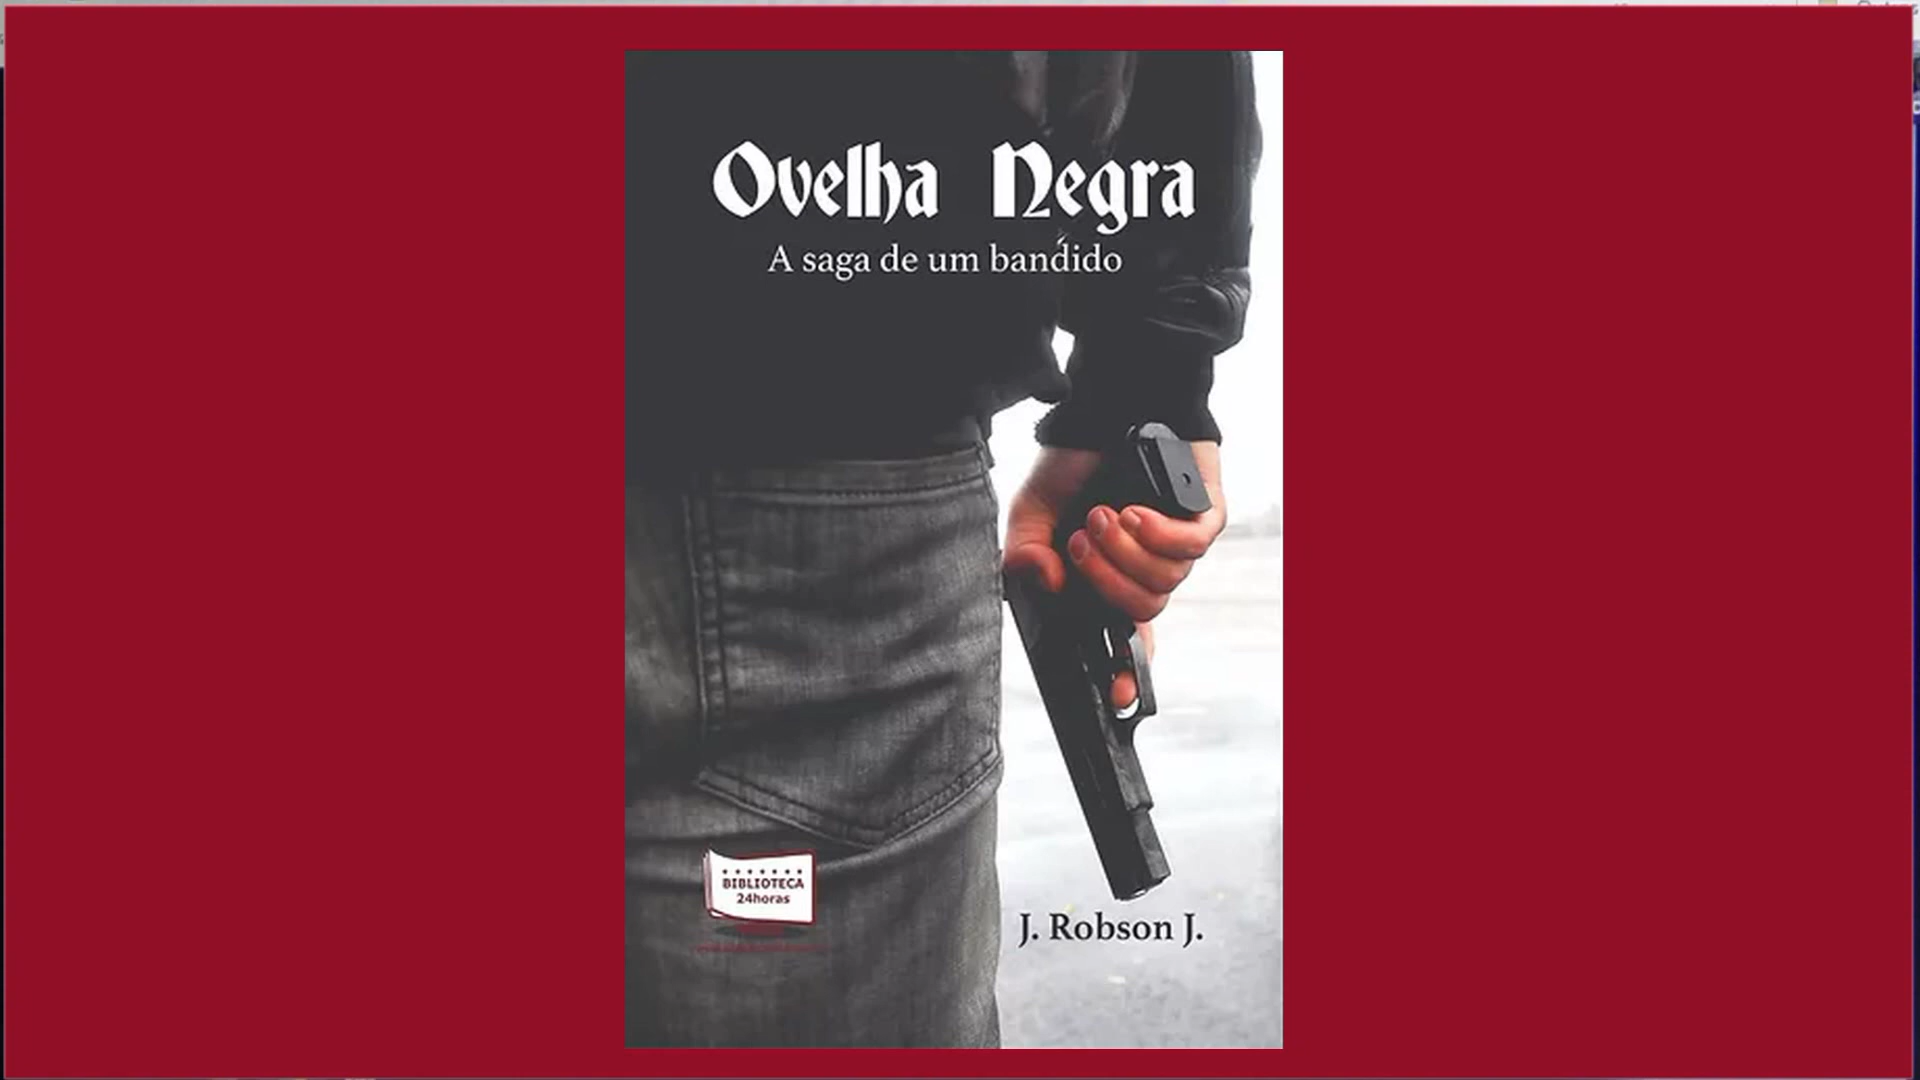 Ovelha Negra
A saga de um bandido
BIBLIOTECA
24horas
J. Robson J.